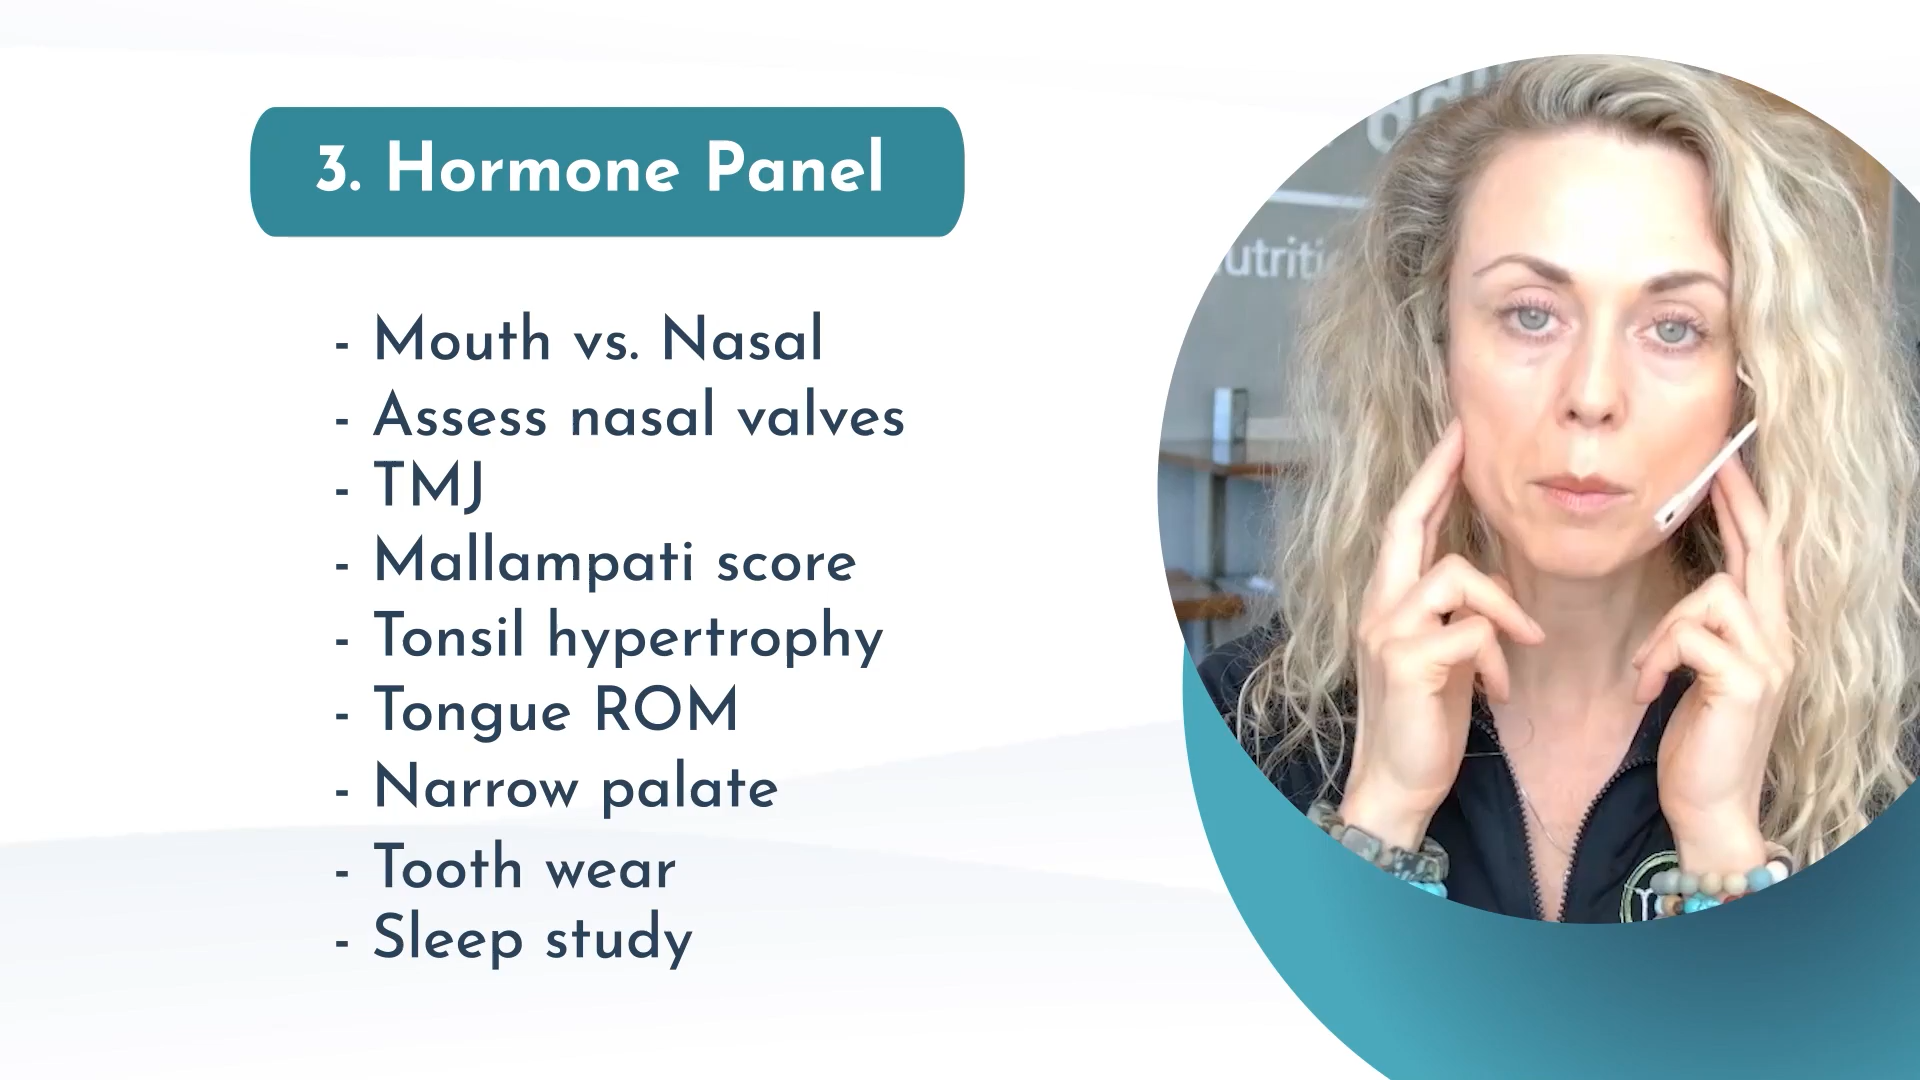 3. Hormone Panel
- Mouth vs. Nasal
- Assess nasal valves
- TMJ
- Mallampati score
- Tonsil hypertrophy
- Tongue ROM
- Narrow palate
- Tooth wear
- Sleep study